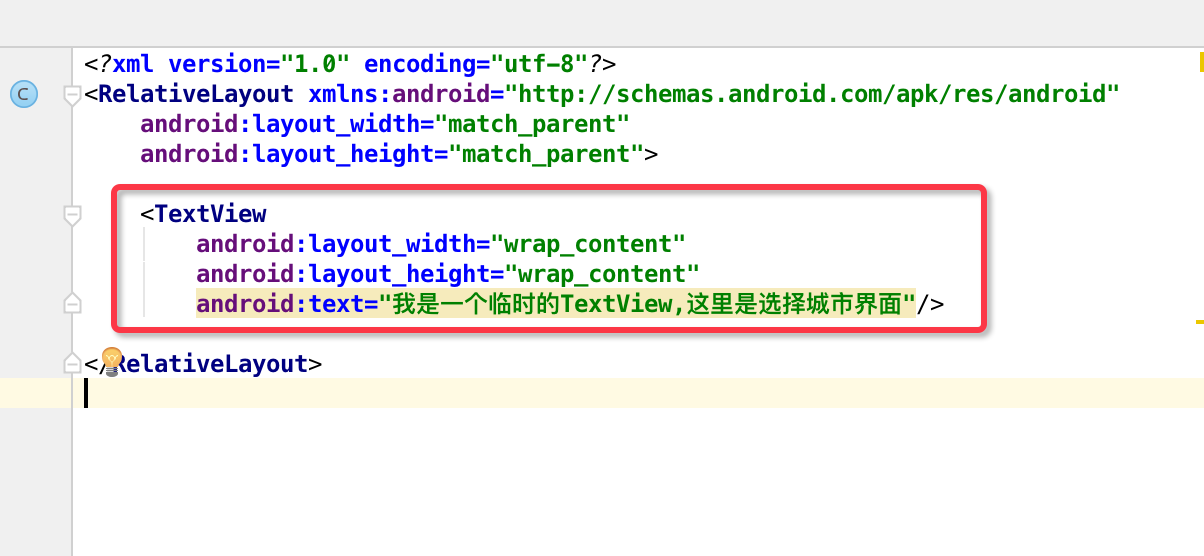 <?xml version="1.0" encoding="utf-8"?>
C
<RelativeLayout xmlns:android="http://schemas.android.com/apk/res/android"
android:layout_width="match_parent"
android:layout_height="match_parent">
<TextView
android:layout_width="wrap_content"
android:layout_height="wrap_content"
android:text="我是一个临时的TextView,这里是选择城市界面"/>
</RelativeLayout>